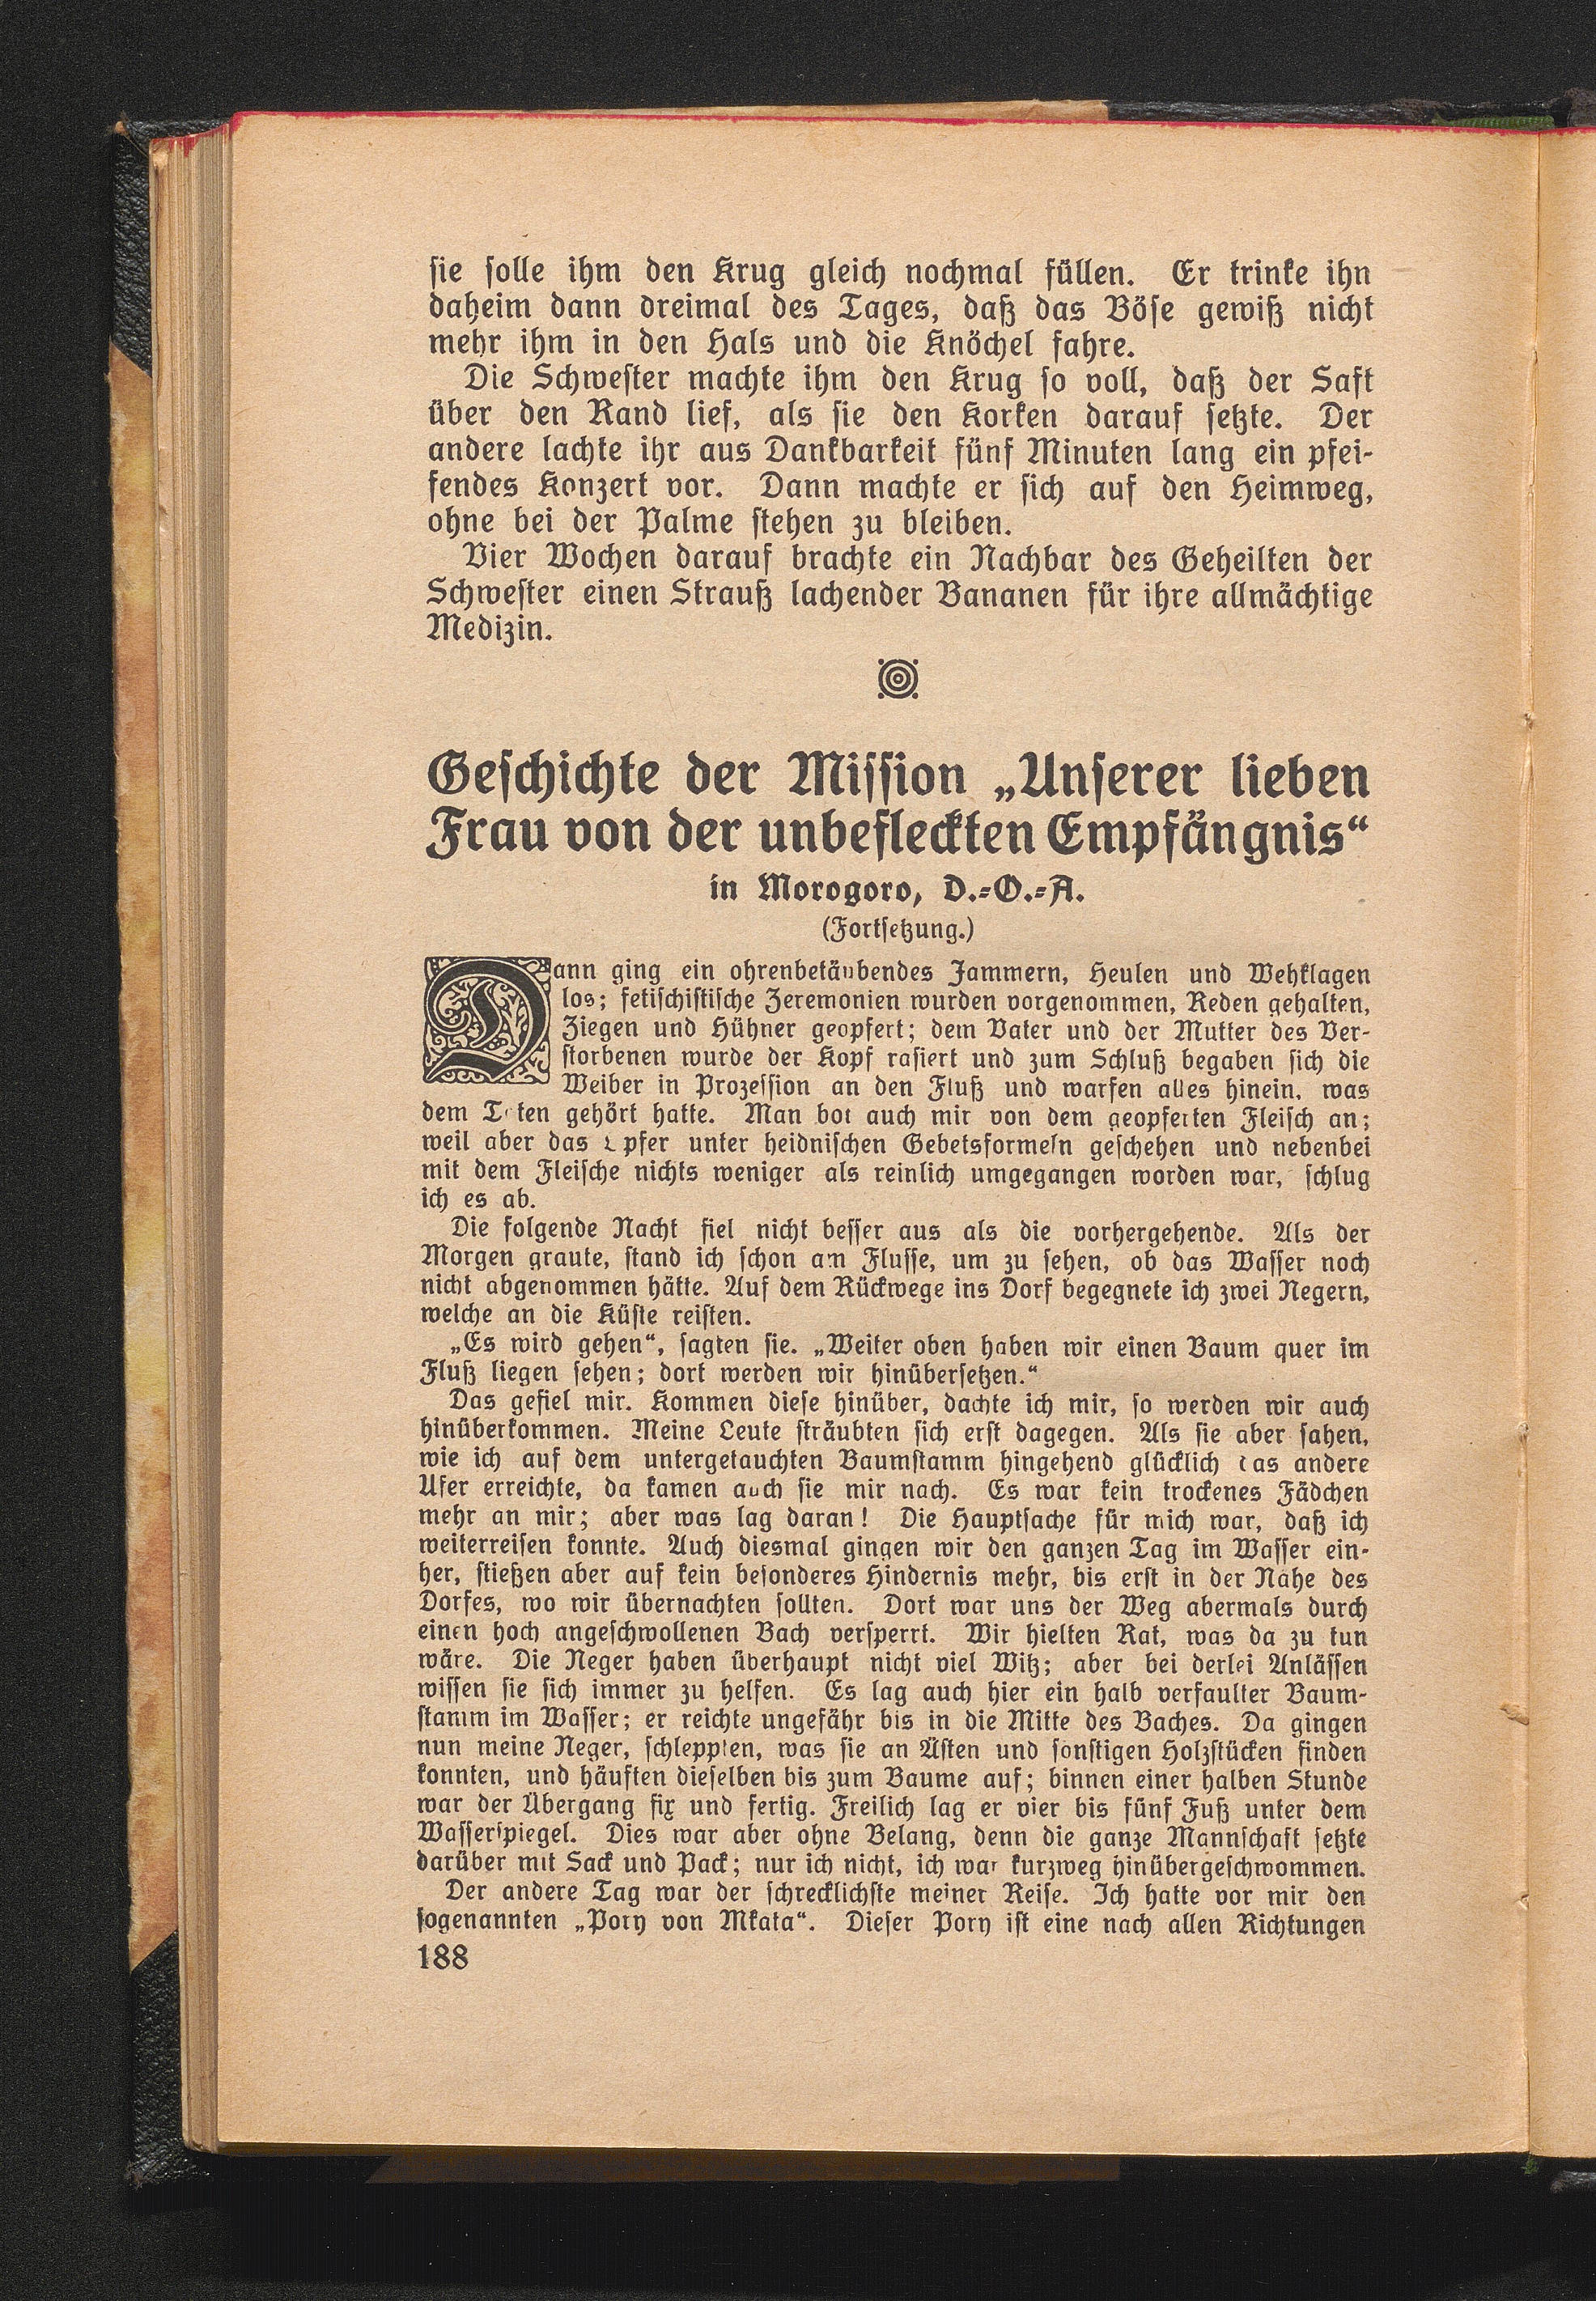 sie solle ihm den Krug gleich nochmal füllen. Er trinke ihn
daheim dann dreimal des Tages, daß das Böse gewiß nicht
mehr ihm in den Hals und die Knöchel fahre.
Die Schwester machte ihm den Krug so voll, daß der Saft
über den Rand lief, als sie den Korken darauf setzte. Der
andere lachte ihr aus Dankbarkeit fünf Minuten lang ein pfei-
fendes Konzert vor. Dann machte er sich auf den Heimweg,
ohne bei der Palme stehen zu bleiben.
Vier Wochen darauf brachte ein Nachbar des Geheilten der
Schwester einen Strauß lachender Bananen für ihre allmächtige
Medizin.
Geschichte der Mission „Unserer lieben
Frau von der unbefleckten Empfängnis“
in Morogoro, D.-O.-A.
(Fortsetzung.)
Dann ging ein ohrenbetäubendes Jammern, Heulen und Wehklagen
los; fetischistische Zeremonien wurden vorgenommen, Reden gehalten,
Ziegen und Hühner geopfert; dem Vater und der Mutter des Ver-
storbenen wurde der Kopf rasiert und zum Schluß begaben sich die
Weiber in Prozession an den Fluß und warfen alles hinein, was
dem Toten gehört hatte. Man bot auch mir von dem geopferten Fleisch an;
weil aber das Opfer unter heidnischen Gebetsformeln geschehen und nebenbei
mit dem Fleische nichts weniger als reinlich umgegangen worden war, schlug
ich es ab.
Die folgende Nacht fiel nicht besser aus als die vorhergehende. Als der
Morgen graute, stand ich schon am Flusse, um zu sehen, ob das Wasser noch
nicht abgenommen hätte. Auf dem Rückwege ins Dorf begegnete ich zwei Negern,
welche an die Küste reisten.
„Es wird gehen“, sagten sie. „Weiter oben haben wir einen Baum quer im
Fluß liegen sehen; dort werden wir hinübersetzen.“
Das gefiel mir. Kommen diese hinüber, dachte ich mir, so werden wir auch
hinüberkommen. Meine Leute sträubten sich erst dagegen. Als sie aber sahen,
wie ich auf dem untergetauchten Baumstamm hingehend glücklich das andere
Ufer erreichte, da kamen auch sie mir nach. Es war kein trockenes Fädchen
mehr an mir; aber was lag daran! Die Hauptsache für mich war, daß ich
weiterreisen konnte. Auch diesmal gingen wir den ganzen Tag im Wasser ein-
her, stießen aber auf kein besonderes Hindernis mehr, bis erst in der Nähe des
Dorfes, wo wir übernachten sollten. Dort war uns der Weg abermals durch
einen hoch angeschwollenen Bach versperrt. Wir hielten Rat, was da zu tun
wäre. Die Neger haben überhaupt nicht viel Witz; aber bei derlei Anlässen
wissen sie sich immer zu helfen. Es lag auch hier ein halb verfaulter Baum-
stamm im Wasser; er reichte ungefähr bis in die Mitte des Baches. Da gingen
nun meine Neger, schleppten, was sie an Ästen und sonstigen Holzstücken finden
konnten, und häuften dieselben bis zum Baume auf; binnen einer halben Stunde
war der Übergang fix und fertig. Freilich lag er vier bis fünf Fuß unter dem
Wasserspiegel. Dies war aber ohne Belang, denn die ganze Mannschaft setzte
darüber mit Sack und Pack; nur ich nicht, ich war kurzweg hinübergeschwommen.
Der andere Tag war der schrecklichste meiner Reise. Ich hatte vor mir den
sogenannten „Pory von Mkata“. Dieser Pory ist eine nach allen Richtungen
188